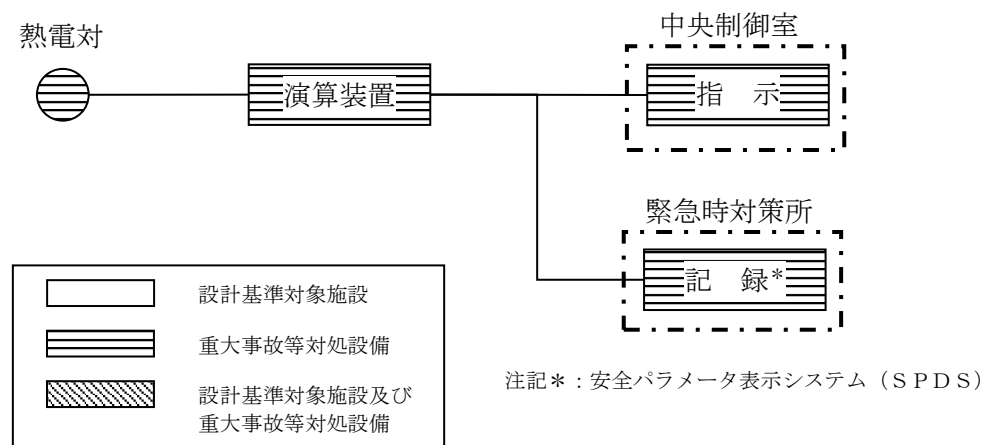 中央制御室
熱電対
演算装置
指 示
緊急時対策所
記 録*
設計基準対象施設
重大事故等対処設備
設計基準対象施設及び
重大事故等対処設備
注記*:安全パラメータ表示システム(SPDS)